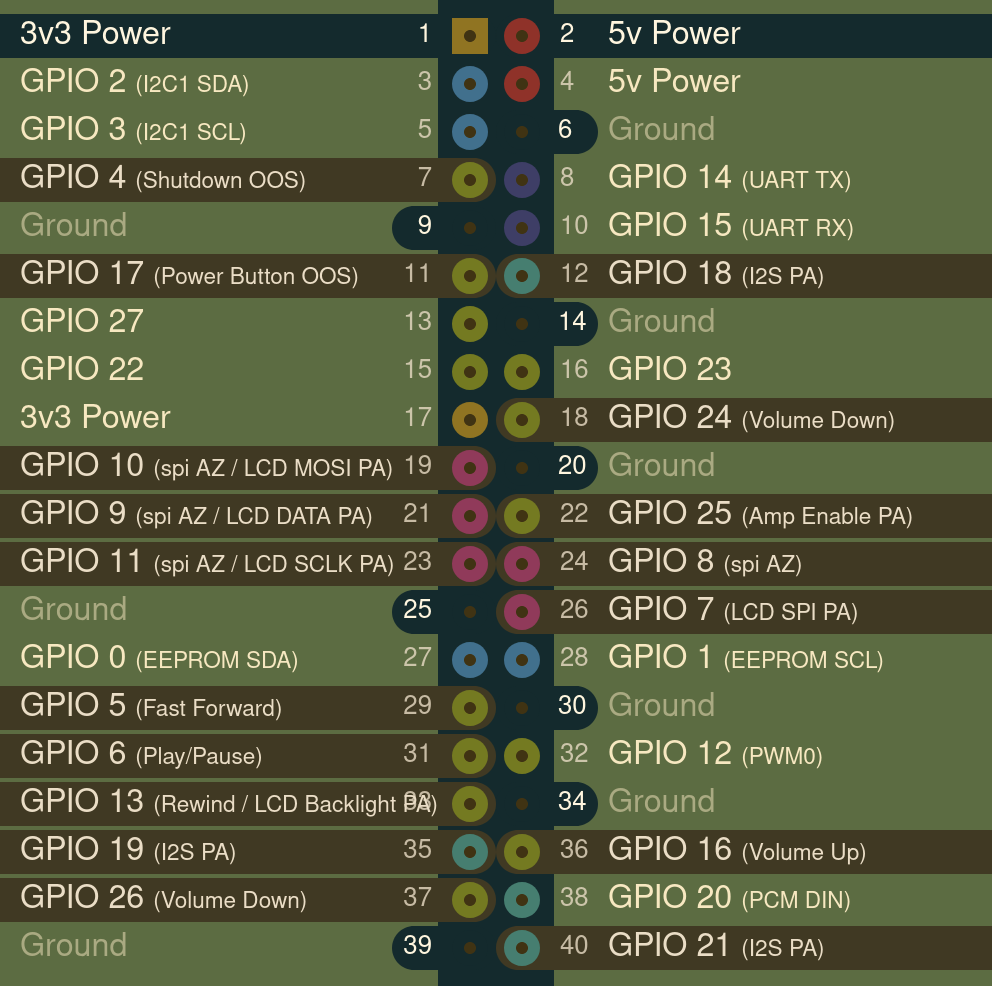 3v3 Power 1 2 5v Power
GPIO 2 (I2C1 SDA) 3 4 5v Power
GPIO 3 (I2C1 SCL) 5 6 Ground
GPIO 4 (Shutdown OOS) 7 8 GPIO 14 (UART TX)
Ground 9 10 GPIO 15 (UART RX)
GPIO 17 (Power Button OOS) 11 12 GPIO 18 (I2S PA)
GPIO 27 13 14 Ground
GPIO 22 15 16 GPIO 23
3v3 Power 17 18 GPIO 24 (Volume Down)
GPIO 10 (spi AZ / LCD MOSI PA) 19 20 Ground
GPIO 9 (spi AZ / LCD DATA PA) 21 22 GPIO 25 (Amp Enable PA)
GPIO 11 (spi AZ / LCD SCLK PA) 23 24 GPIO 8 (spi AZ)
Ground 25 26 GPIO 7 (LCD SPI PA)
GPIO 0 (EEPROM SDA) 27 28 GPIO 1 (EEPROM SCL)
GPIO 5 (Fast Forward) 29 30 Ground
GPIO 6 (Play/Pause) 31 32 GPIO 12 (PWM0)
GPIO 13 (Rewind / LCD Backlight PA) 33 34 Ground
GPIO 19 (I2S PA) 35 36 GPIO 16 (Volume Up)
GPIO 26 (Volume Down) 37 38 GPIO 20 (PCM DIN)
Ground 39 40 GPIO 21 (I2S PA)